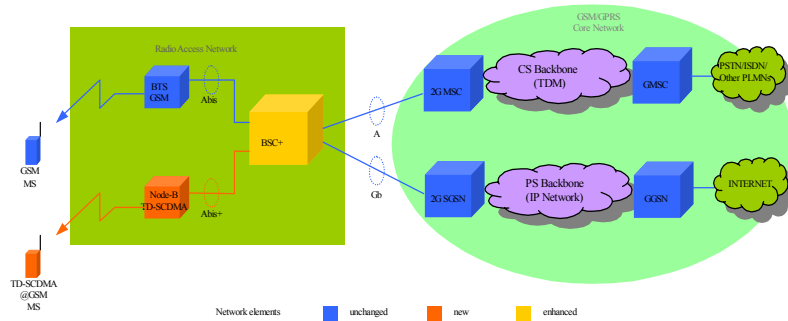 GSM/GPRS
Core Network
Radio Access Network
BTS
GSM
Abis
CS Backbone
(TDM)
2G MSC
GMSC
PSTN/ISDN/
Other PLMNs
BSC+
A
GSM
MS
Gb
Node-B
TD-SCDMA
Abis+
PS Backbone
(IP Network)
2G SGSN
GGSN
INTERNET
TD-SCDMA
@GSM
MS
Network elements
unchanged
new
enhanced